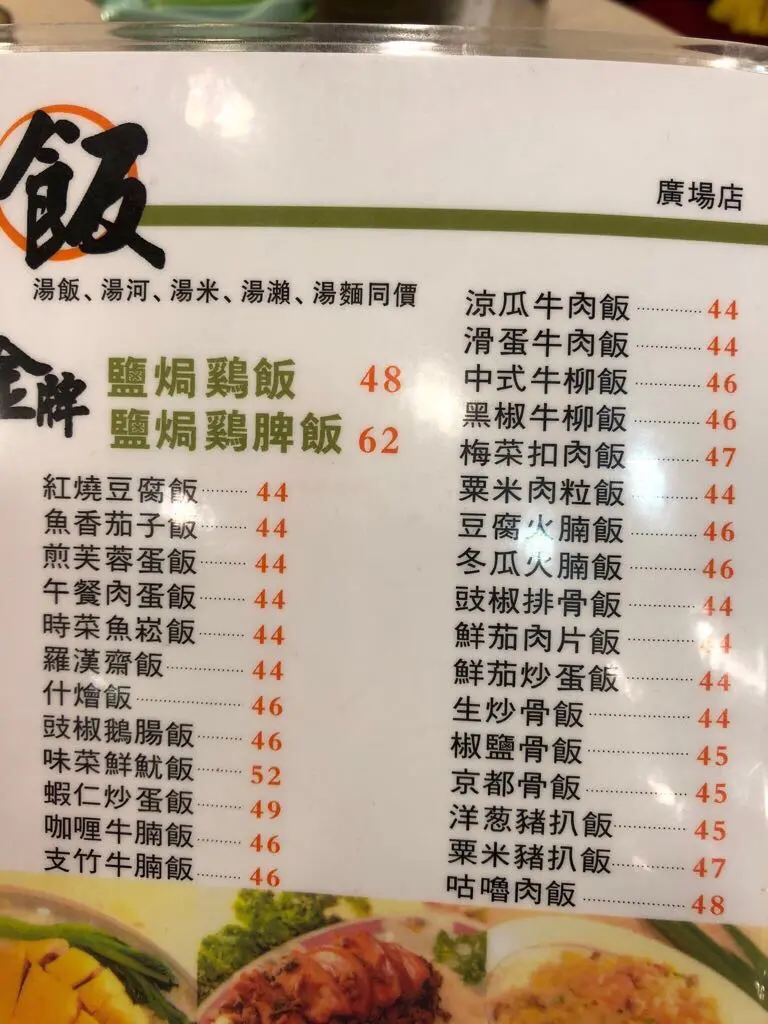 飯
廣場店
湯飯、湯河、湯米、湯瀨、湯麵同價
金牌
鹽焗鷄飯 48
鹽焗鷄脾飯 62
紅燒豆腐飯 44
魚香茄子飯 44
煎芙蓉蛋飯 44
午餐肉蛋飯 44
時菜魚崧飯 44
羅漢齋飯 44
什燴飯 46
豉椒鵝腸飯 46
味菜鮮魷飯 52
蝦仁炒蛋飯 49
咖喱牛腩飯 46
支竹牛腩飯 46
涼瓜牛肉飯 44
滑蛋牛肉飯 44
中式牛柳飯 46
黑椒牛柳飯 46
梅菜扣肉飯 47
粟米肉粒飯 44
豆腐火腩飯 46
冬瓜火腩飯 46
豉椒排骨飯 44
鮮茄肉片飯 44
鮮茄炒蛋飯 44
生炒骨飯 44
椒鹽骨飯 45
京都骨飯 45
洋葱豬扒飯 45
粟米豬扒飯 47
咕嚕肉飯 48